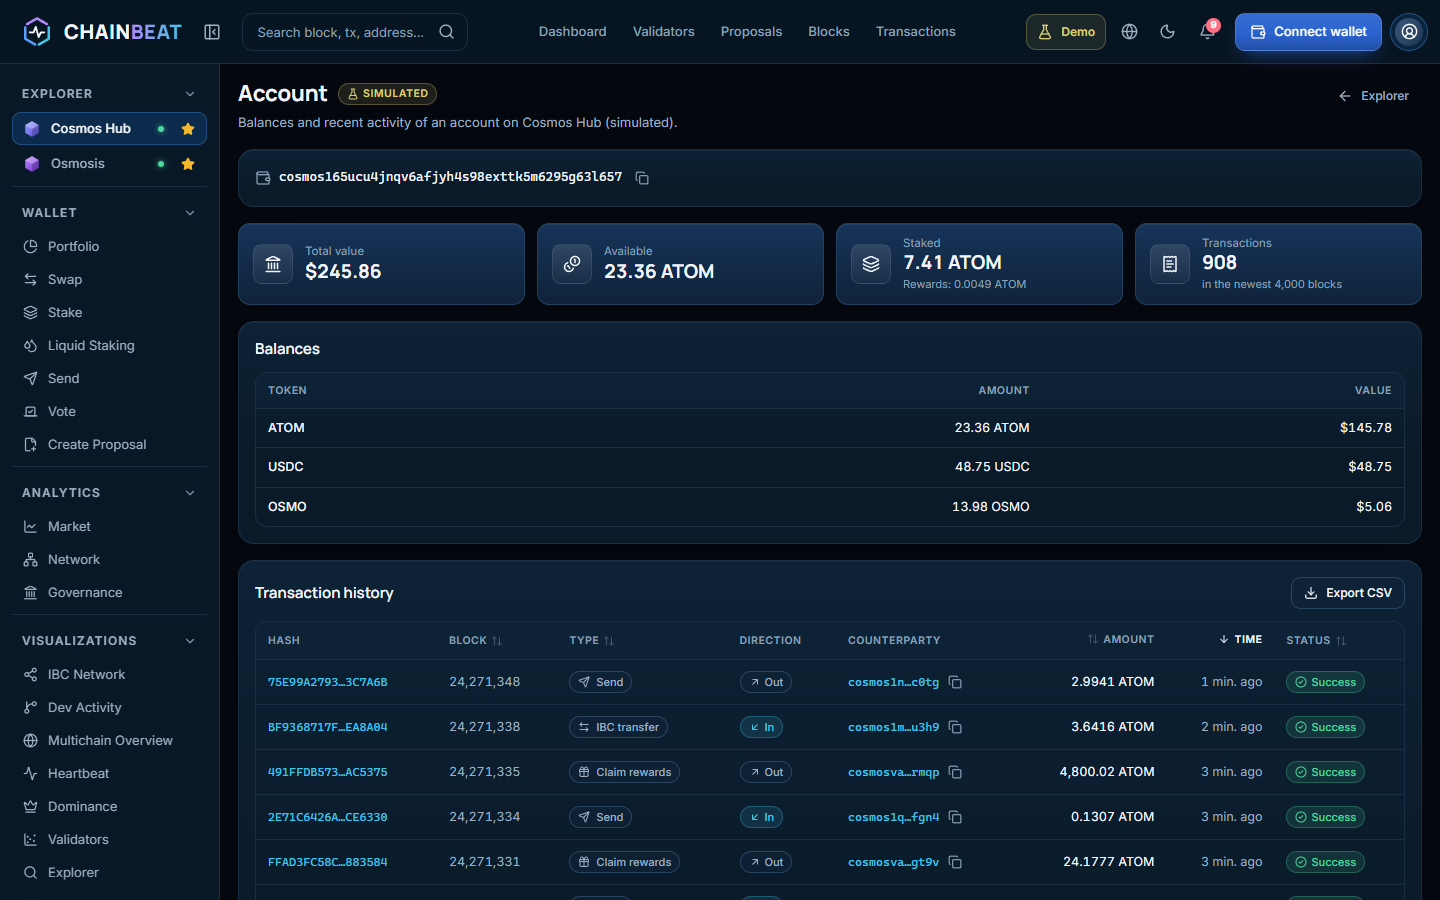 CHAINBEAT
Search block, tx, address...
Dashboard
Validators
Proposals
Blocks
Transactions
Demo
9
Connect wallet
EXPLORER
Cosmos Hub
Osmosis
WALLET
Portfolio
Swap
Stake
Liquid Staking
Send
Vote
Create Proposal
ANALYTICS
Market
Network
Governance
VISUALIZATIONS
IBC Network
Dev Activity
Multichain Overview
Heartbeat
Dominance
Validators
Explorer
Account
SIMULATED
Explorer
Balances and recent activity of an account on Cosmos Hub (simulated).
cosmos165ucu4jnqv6afjyh4s98exttk5m6295g63l657
Total value
$245.86
Available
23.36 ATOM
Staked
7.41 ATOM
Rewards: 0.0049 ATOM
Transactions
908
in the newest 4,000 blocks
Balances
TOKEN AMOUNT VALUE
ATOM 23.36 ATOM $145.78
USDC 48.75 USDC $48.75
OSMO 13.98 OSMO $5.06
Transaction history
Export CSV
HASH BLOCK TYPE DIRECTION COUNTERPARTY AMOUNT TIME STATUS
75E99A2793…3C7A6B 24,271,348 Send Out cosmos1n…c0tg 2.9941 ATOM 1 min. ago Success
BF9368717F…EA8A04 24,271,338 IBC transfer In cosmos1m…u3h9 3.6416 ATOM 2 min. ago Success
491FFDB573…AC5375 24,271,335 Claim rewards Out cosmosva…rmqp 4,800.02 ATOM 3 min. ago Success
2E71C6426A…CE6330 24,271,334 Send In cosmos1q…fgn4 0.1307 ATOM 3 min. ago Success
FFAD3FC58C…883584 24,271,331 Claim rewards Out cosmosva…gt9v 24.1777 ATOM 3 min. ago Success